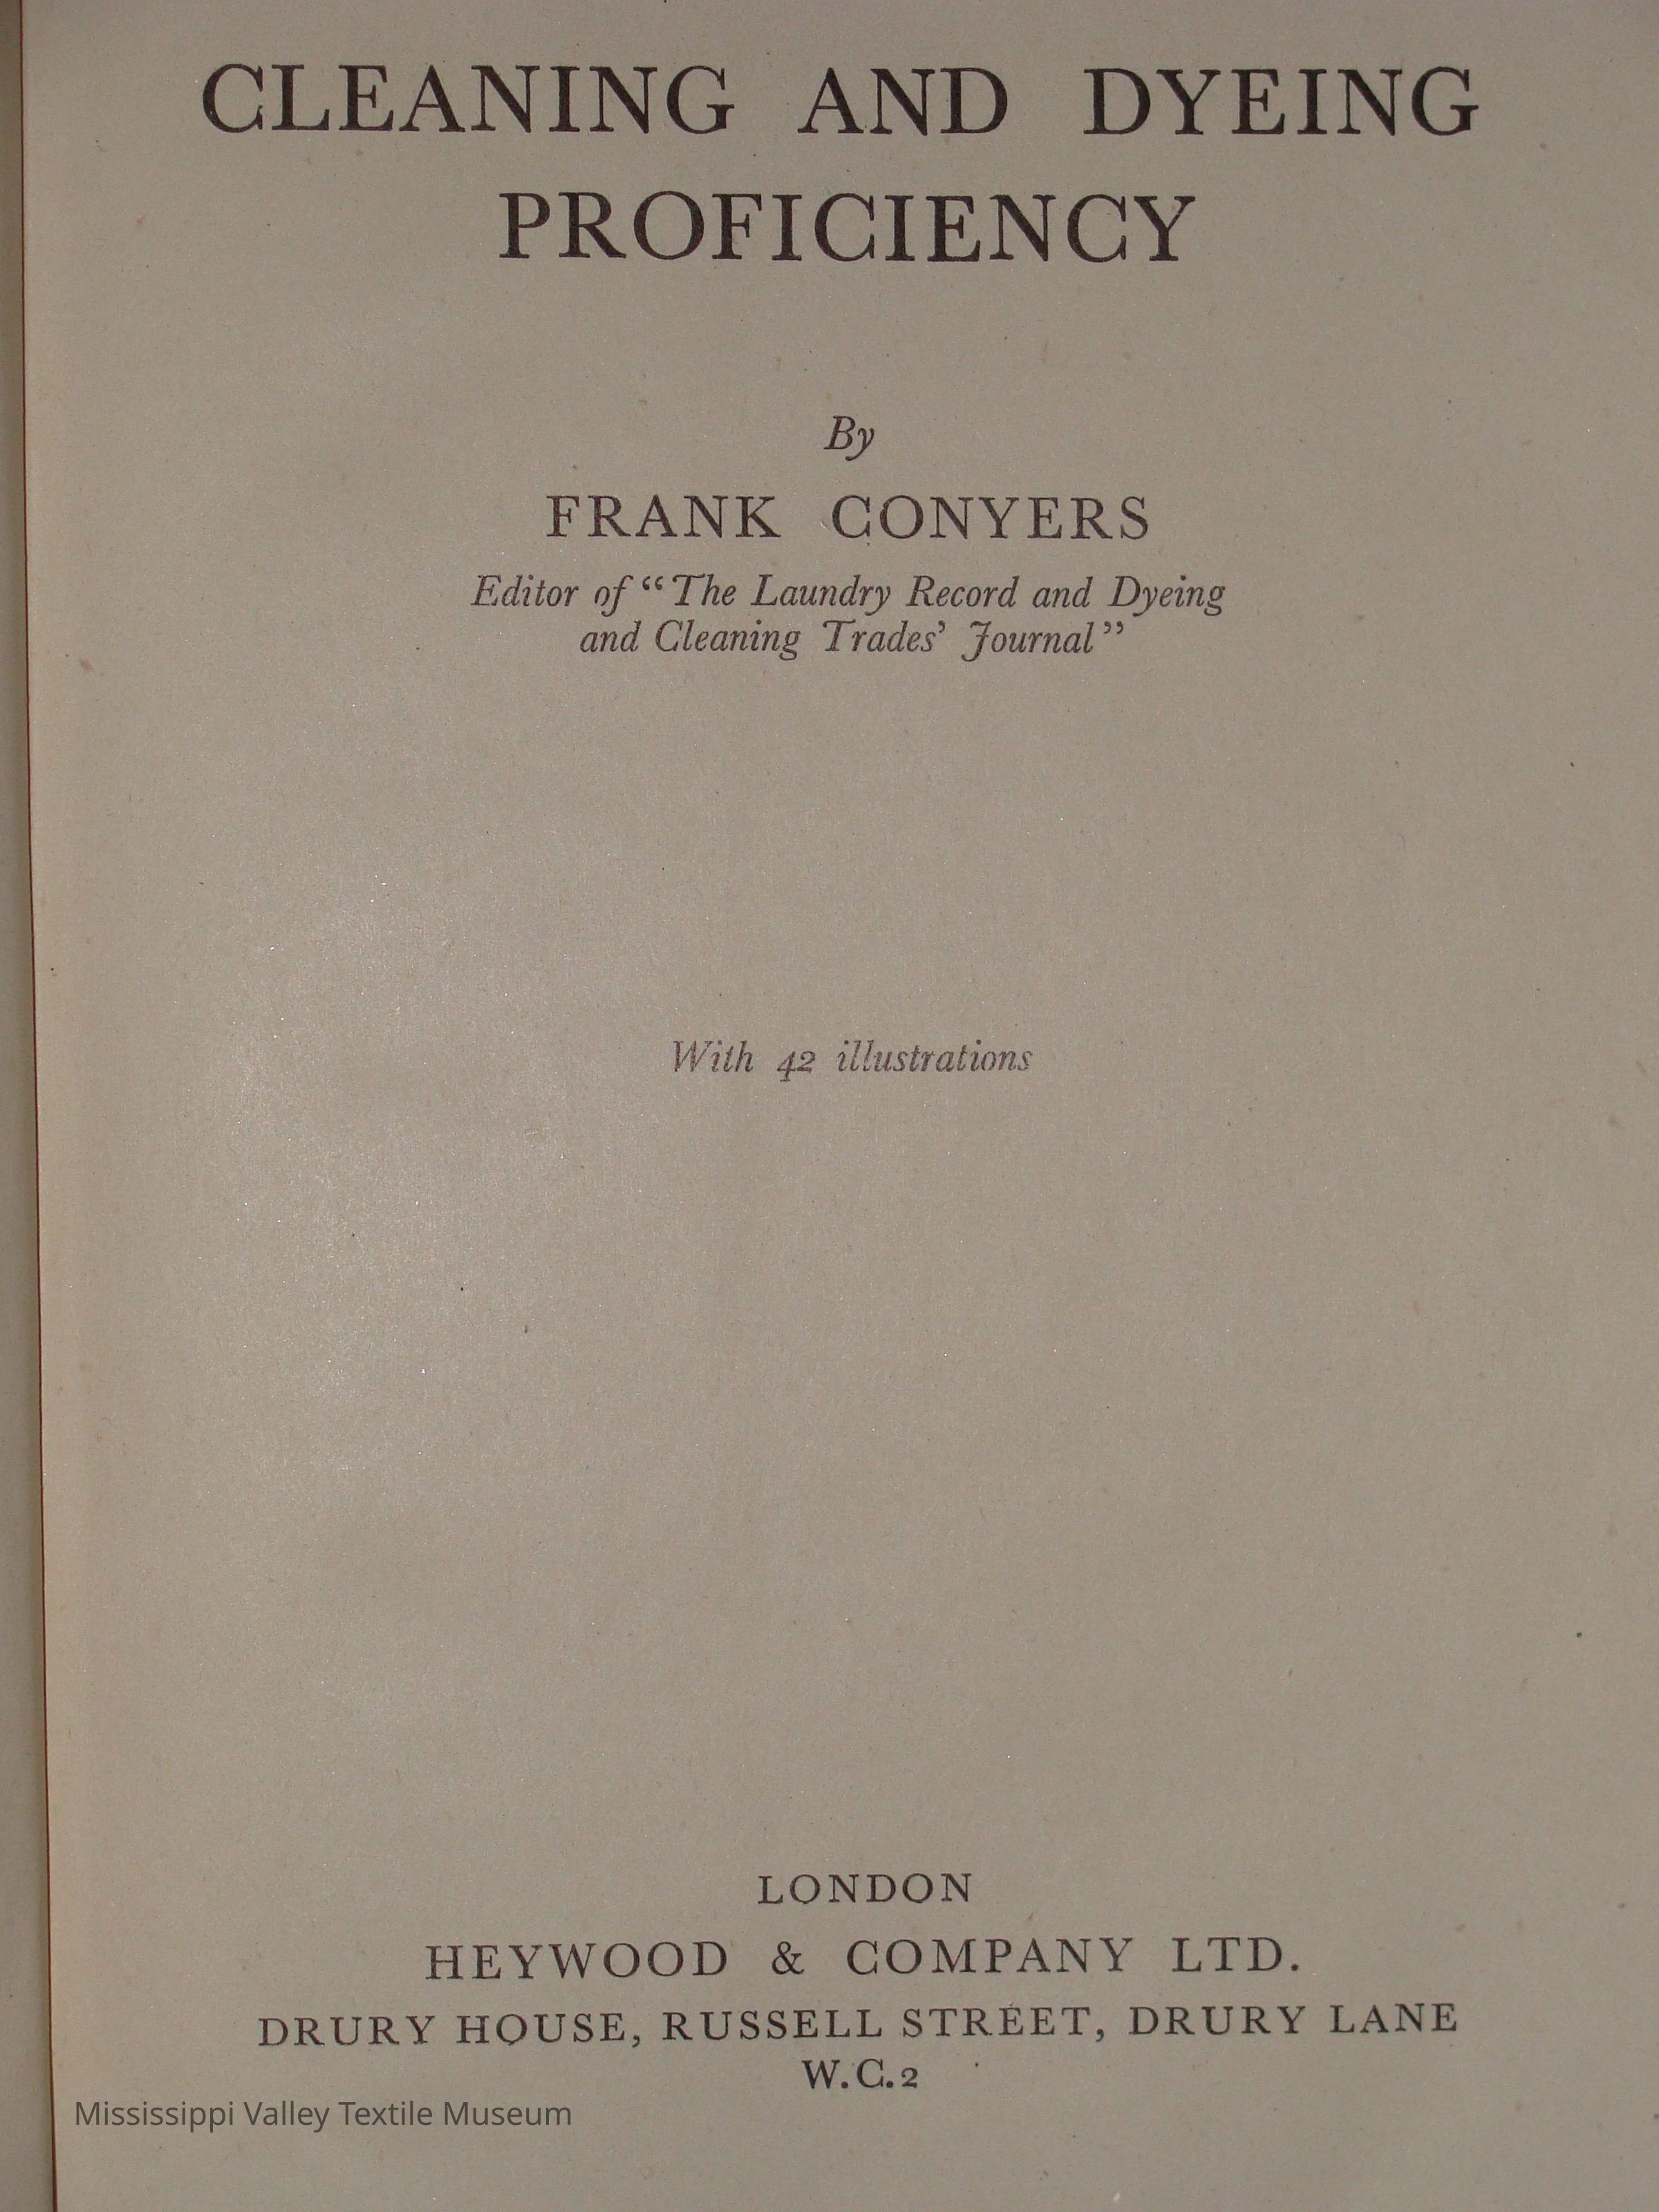 CLEANING AND DYEING
PROFICIENCY
By
FRANK CONYERS
Editor of “The Laundry Record and Dyeing
and Cleaning Trades’ Journal”
With 42 illustrations
LONDON
HEYWOOD & COMPANY LTD.
DRURY HOUSE, RUSSELL STREET, DRURY LANE
W.C.2
Mississippi Valley Textile Museum